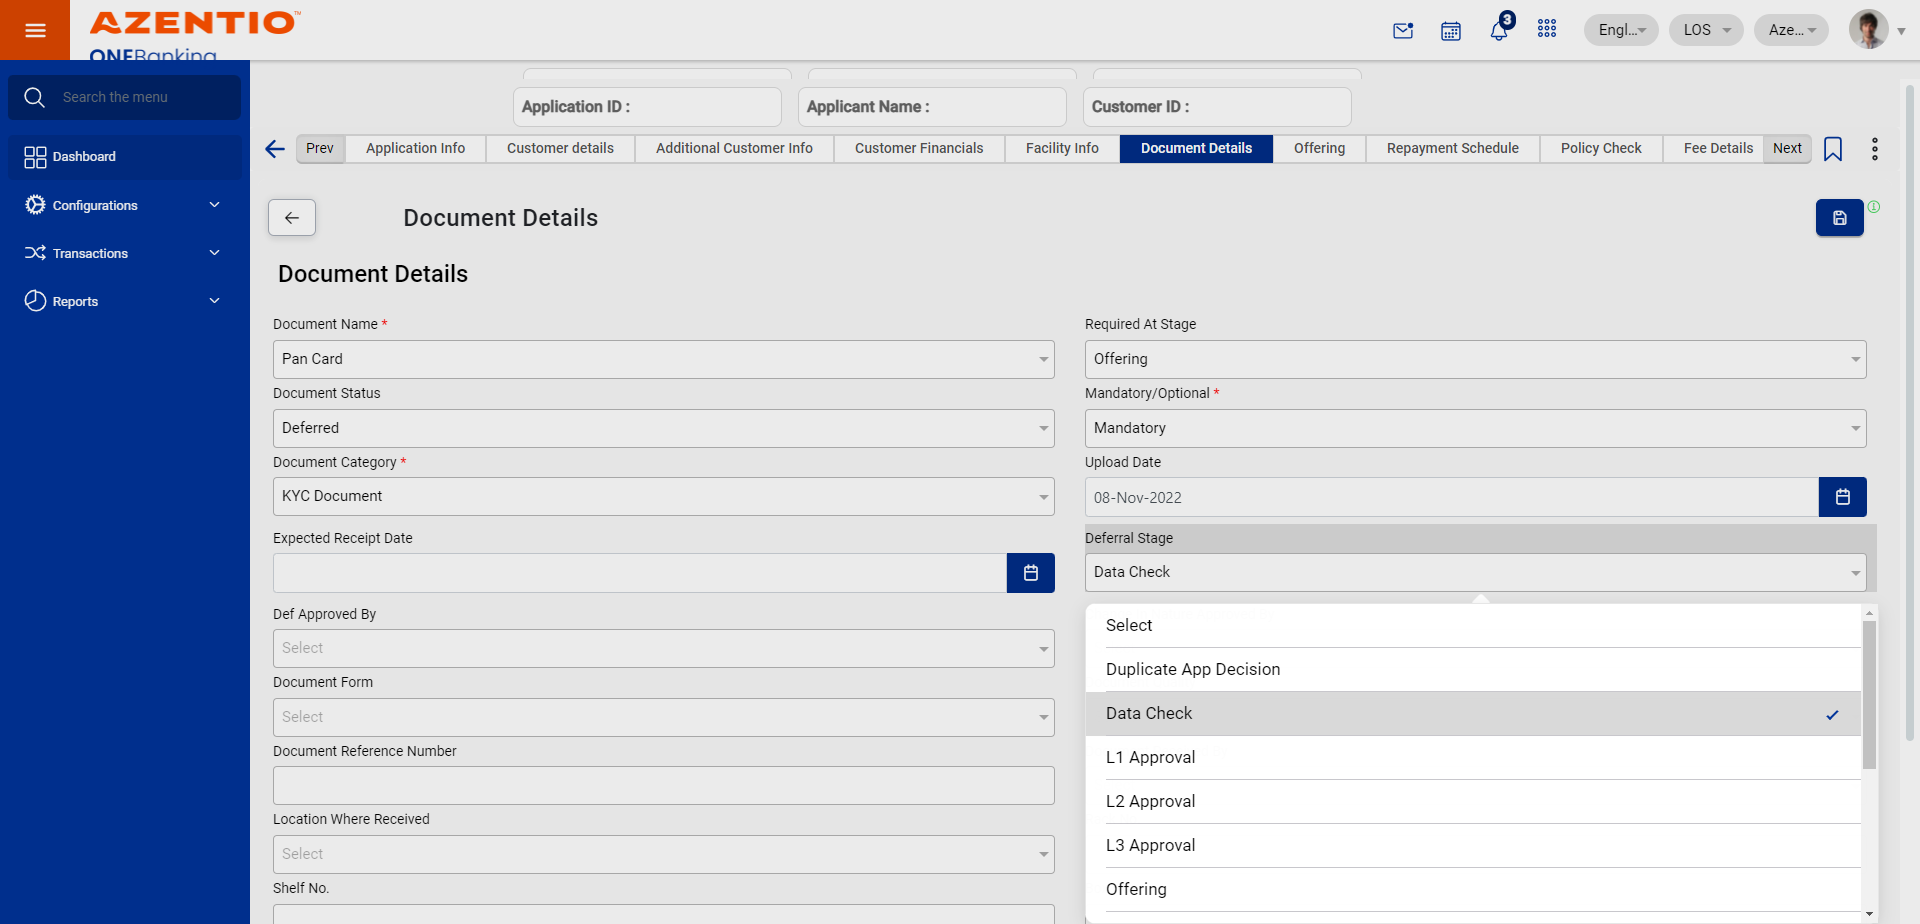 AZENTIO™
ONEBanking
3
Engl...
LOS
Aze...
Search the menu
Dashboard
Configurations
Transactions
Reports
Application ID :
Applicant Name :
Customer ID :
Prev
Application Info
Customer details
Additional Customer Info
Customer Financials
Facility Info
Document Details
Offering
Repayment Schedule
Policy Check
Fee Details
Next
Document Details
Document Details
Document Name *
Pan Card
Required At Stage
Offering
Document Status
Deferred
Mandatory/Optional *
Mandatory
Document Category *
KYC Document
Upload Date
08-Nov-2022
Expected Receipt Date
Deferral Stage
Data Check
Def Approved By
Select
Document Form
Select
Document Reference Number
Location Where Received
Select
Shelf No.
Select
Duplicate App Decision
Data Check
L1 Approval
L2 Approval
L3 Approval
Offering